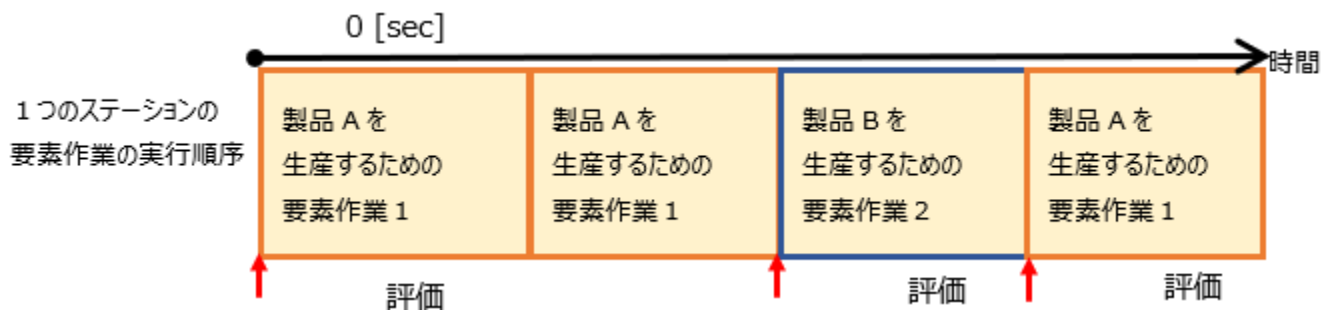 0 [sec]
時間
１つのステーションの
要素作業の実行順序
製品 A を
生産するための
要素作業 1
製品 A を
生産するための
要素作業 1
製品 B を
生産するための
要素作業 2
製品 A を
生産するための
要素作業 1
評価
評価
評価